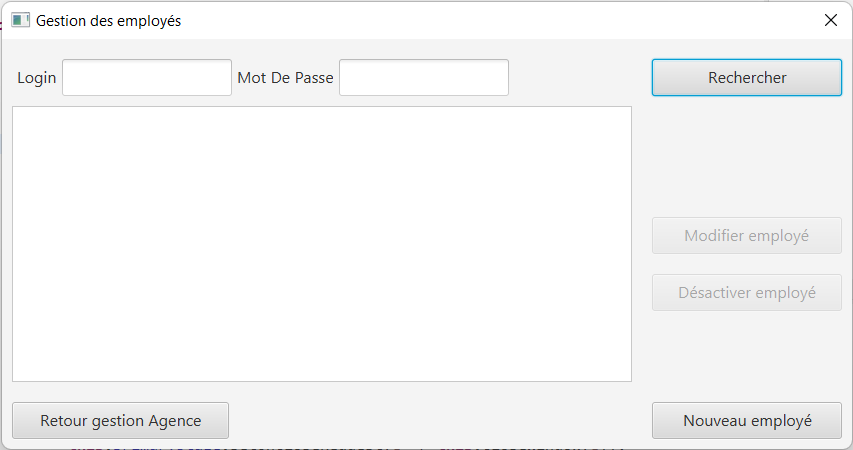 Gestion des employés
Login Mot De Passe Rechercher
Modifier employé
Désactiver employé
Retour gestion Agence Nouveau employé